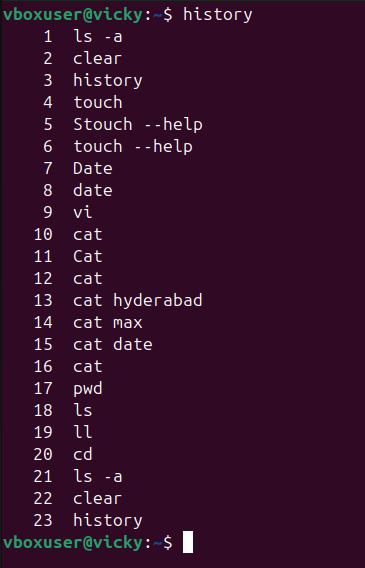 vboxuser@vicky:~$ history
1 ls -a
2 clear
3 history
4 touch
5 Stouch --help
6 touch --help
7 Date
8 date
9 vi
10 cat
11 Cat
12 cat
13 cat hyderabad
14 cat max
15 cat date
16 cat
17 pwd
18 ls
19 ll
20 cd
21 ls -a
22 clear
23 history
vboxuser@vicky:~$